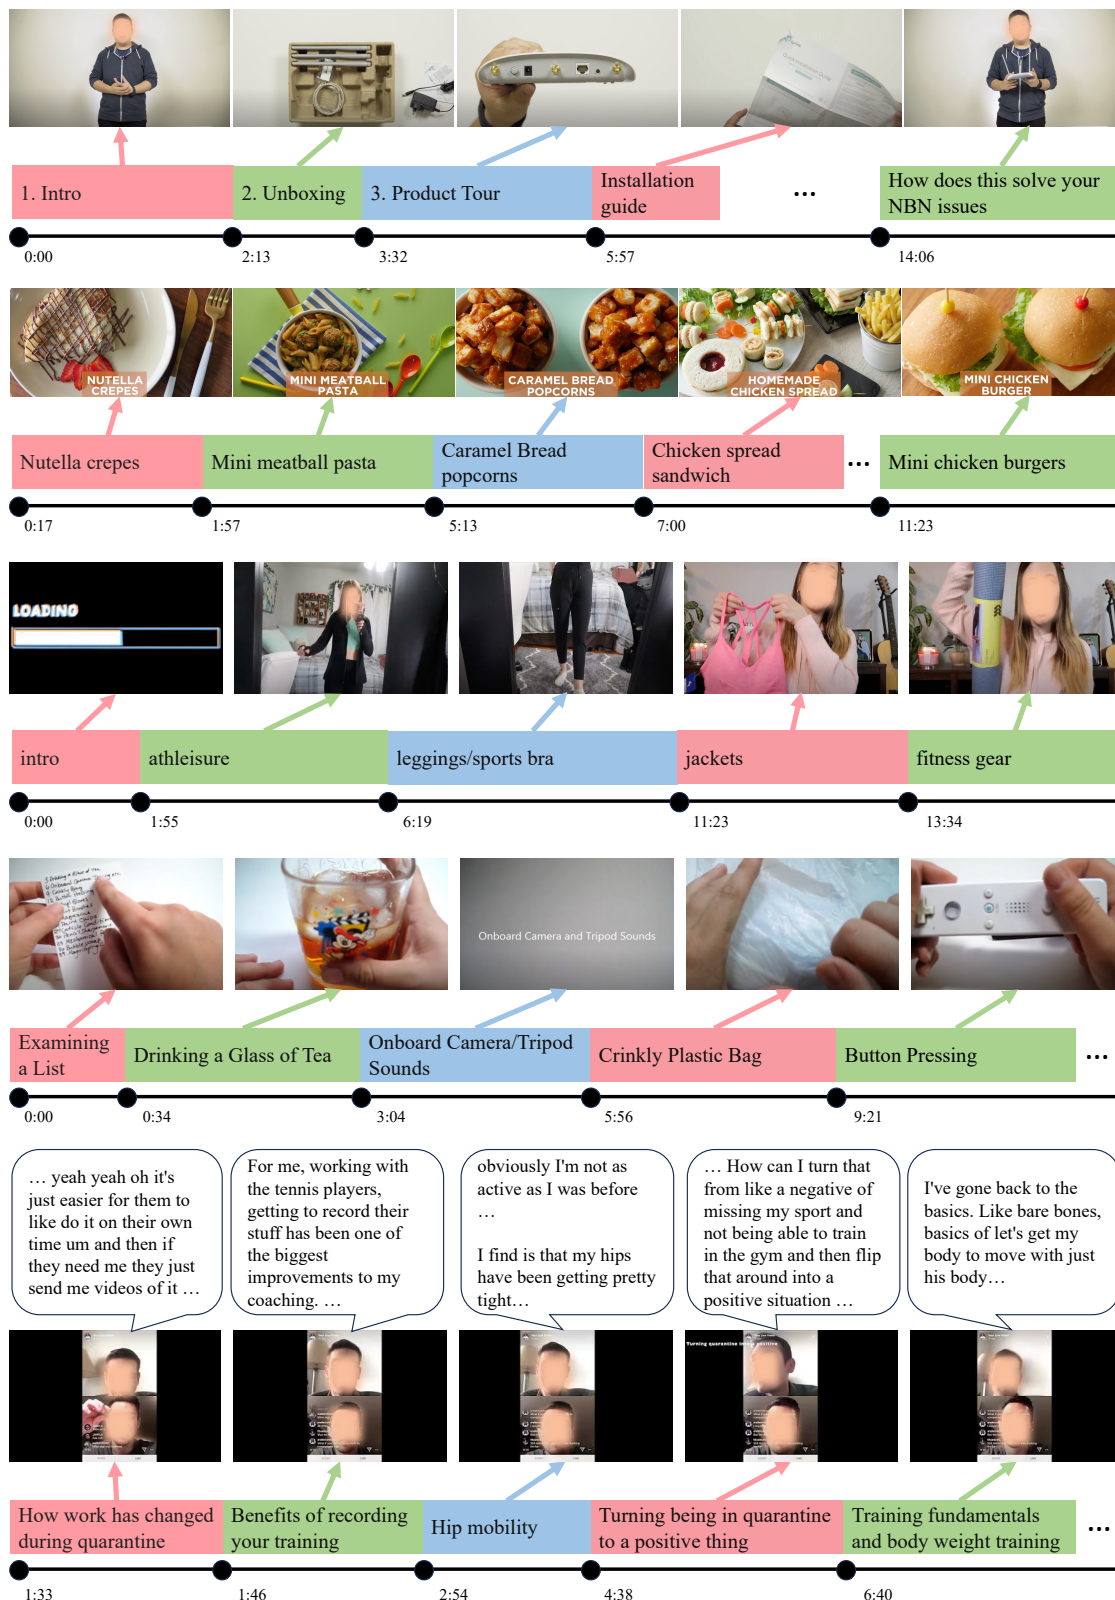 1. Intro
2. Unboxing
3. Product Tour
Installation
guide
...
How does this solve your
NBN issues
0:00
2:13
3:32
5:57
14:06
NUTELLA
CREPES
MINI MEATBALL
PASTA
CARAMEL BREAD
POPCORNS
HOMEMADE
CHICKEN SPREAD
MINI CHICKEN
BURGER
Nutella crepes
Mini meatball pasta
Caramel Bread
popcorns
Chicken spread
sandwich
...
Mini chicken burgers
0:17
1:57
5:13
7:00
11:23
LOADING
intro
athleisure
leggings/sports bra
jackets
fitness gear
0:00
1:55
6:19
11:23
13:34
Onboard Camera and Tripod Sounds
Examining
a List
Drinking a Glass of Tea
Onboard Camera/Tripod
Sounds
Crinkly Plastic Bag
Button Pressing
...
0:00
0:34
3:04
5:56
9:21
… yeah yeah oh it's
just easier for them to
like do it on their own
time um and then if
they need me they just
send me videos of it …
For me, working with
the tennis players,
getting to record their
stuff has been one of
the biggest
improvements to my
coaching. …
obviously I'm not as
active as I was before
…
I find is that my hips
have been getting pretty
tight…
… How can I turn that
from like a negative of
missing my sport and
not being able to train
in the gym and then flip
that around into a
positive situation …
I've gone back to the
basics. Like bare bones,
basics of let's get my
body to move with just
his body…
Turning quarantine into a positive
How work has changed
during quarantine
Benefits of recording
your training
Hip mobility
Turning being in quarantine
to a positive thing
Training fundamentals
and body weight training
...
1:33
1:46
2:54
4:38
6:40